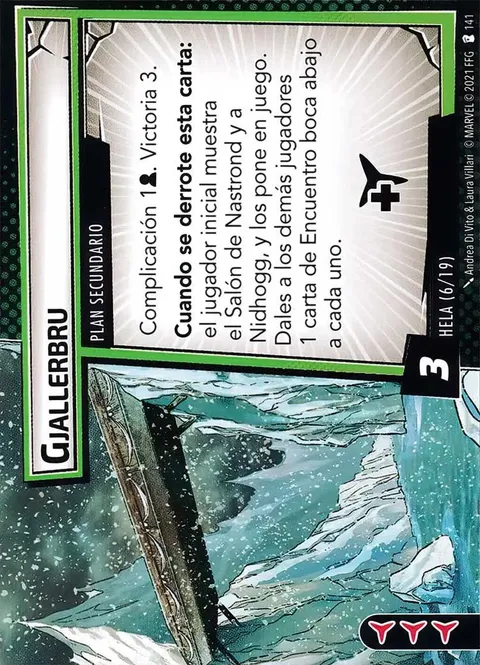 GJALLERBRU
PLAN SECUNDARIO
Complicación 1. Victoria 3.
Cuando se derrote esta carta:
el jugador inicial muestra
el Salón de Nastrond y a
Nidhogg, y los pone en juego.
Dales a los demás jugadores
1 carta de Encuentro boca abajo
a cada uno.
3
HELA (6/19)
Andrea Di Vito & Laura Villari © MARVEL © 2021 FFG 141